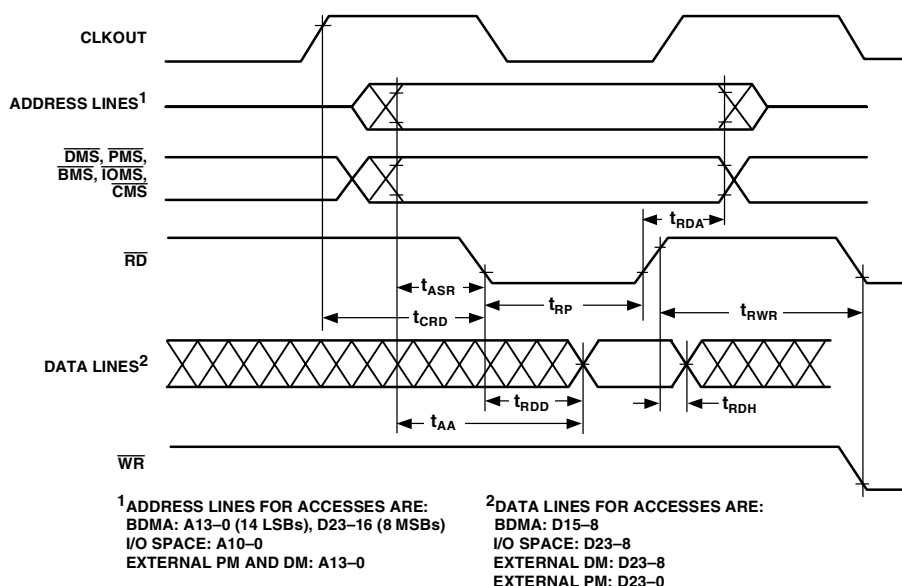 CLKOUT
ADDRESS LINES1
DMS, PMS,
BMS, IOMS,
CMS
tRDA
RD
tASR
tCRD
tRP
tRWR
DATA LINES2
tRDD
tAA
tRDH
WR
1ADDRESS LINES FOR ACCESSES ARE:
BDMA: A13–0 (14 LSBs), D23–16 (8 MSBs)
I/O SPACE: A10–0
EXTERNAL PM AND DM: A13–0
2DATA LINES FOR ACCESSES ARE:
BDMA: D15–8
I/O SPACE: D23–8
EXTERNAL DM: D23–8
EXTERNAL PM: D23–0